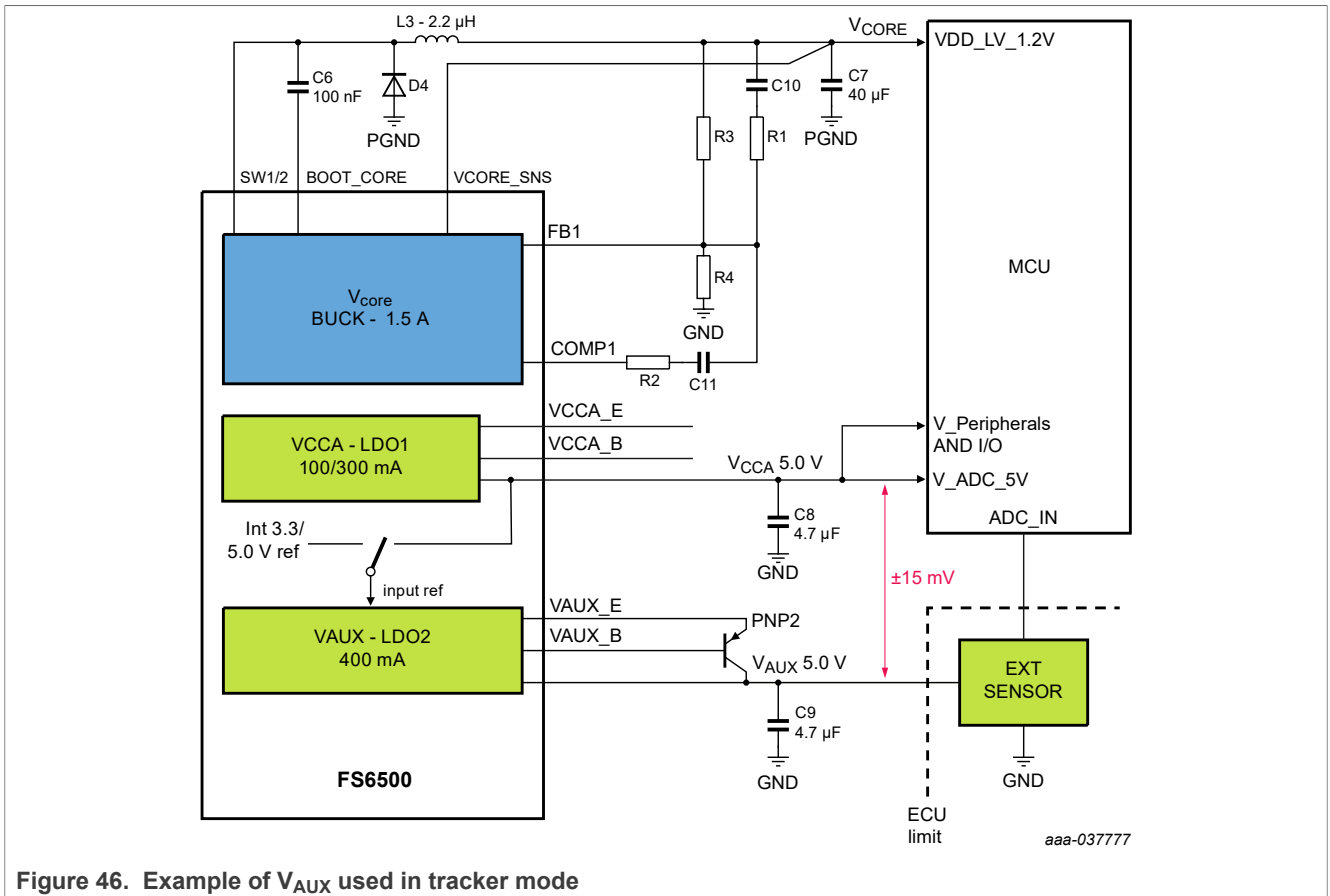 L3 - 2.2 µH
VCORE
VDD_LV_1.2V
C6
100 nF
D4
C10
C7
40 µF
PGND
R3
R1
PGND
SW1/2
BOOT_CORE
VCORE_SNS
FB1
MCU
R4
Vcore
BUCK - 1.5 A
GND
COMP1
R2
C11
VCCA_E
VCCA - LDO1
100/300 mA
VCCA_B
V_Peripherals
AND I/O
VCCA 5.0 V
V_ADC_5V
C8
4.7 µF
ADC_IN
Int 3.3/
5.0 V ref
GND
±15 mV
input ref
VAUX_E
PNP2
VAUX - LDO2
400 mA
VAUX_B
VAUX 5.0 V
EXT
SENSOR
C9
4.7 µF
GND
GND
FS6500
ECU
limit
aaa-037777
Figure 46. Example of VAUX used in tracker mode